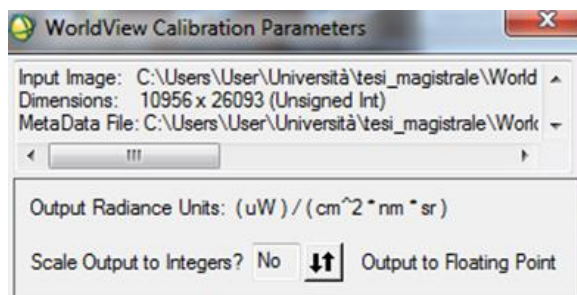 WorldView Calibration Parameters
Input Image: C:\Users\User\Università\tesi_magistrale\World
Dimensions: 10956 x 26093 (Unsigned Int)
MetaData File: C:\Users\User\Università\tesi_magistrale\World
Output Radiance Units: (uW)/(cm^2*nm*sr)
Scale Output to Integers? No Output to Floating Point